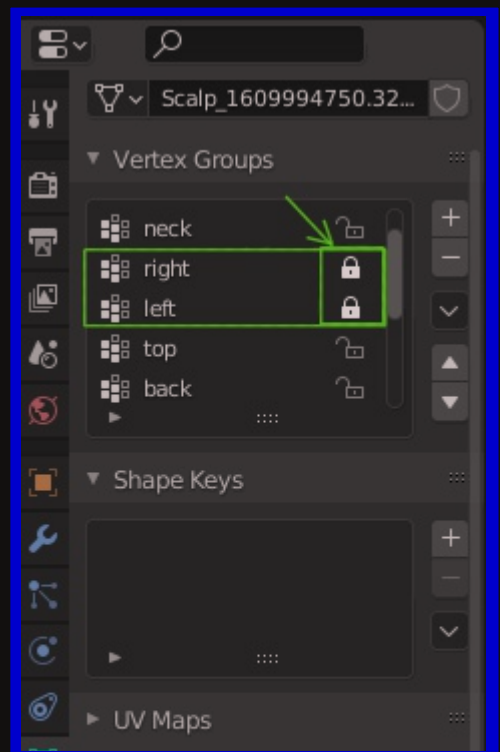 Scalp_1609994750.32...
Vertex Groups
neck
right
left
top
back
Shape Keys
UV Maps